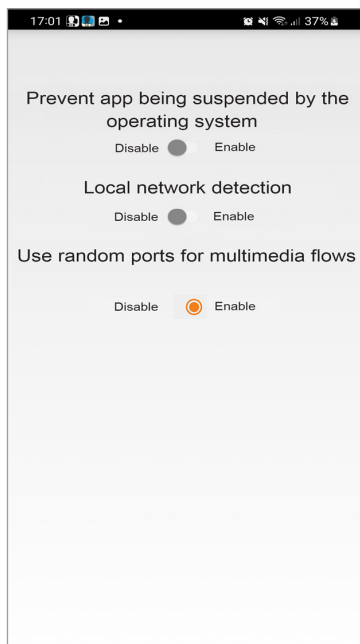 17:01 37%
Prevent app being suspended by the
operating system
Disable Enable
Local network detection
Disable Enable
Use random ports for multimedia flows
Disable Enable